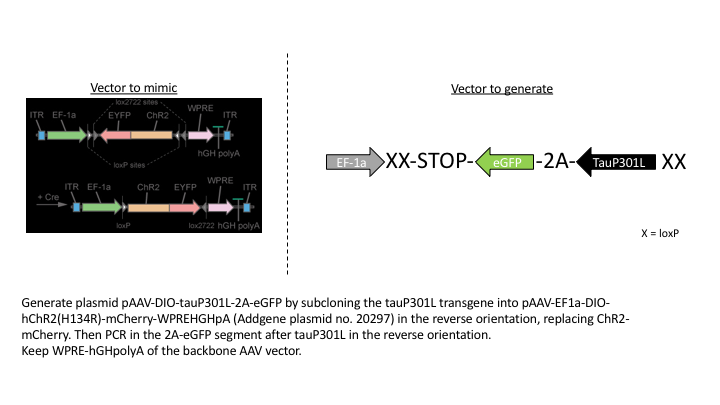 Vector to mimic
lox2722 sites
ITR EF-1a EYFP ChR2 WPRE ITR
loxP sites
hGH polyA
+ Cre
ITR EF-1a ChR2 EYFP WPRE ITR
loxP lox2722 hGH polyA
Vector to generate
EF-1a XX-STOP- eGFP -2A- TauP301L XX
X = loxP
Generate plasmid pAAV-DIO-tauP301L-2A-eGFP by subcloning the tauP301L transgene into pAAV-EF1a-DIO-
hChR2(H134R)-mCherry-WPREHGHpA (Addgene plasmid no. 20297) in the reverse orientation, replacing ChR2-
mCherry. Then PCR in the 2A-eGFP segment after tauP301L in the reverse orientation.
Keep WPRE-hGHpolyA of the backbone AAV vector.